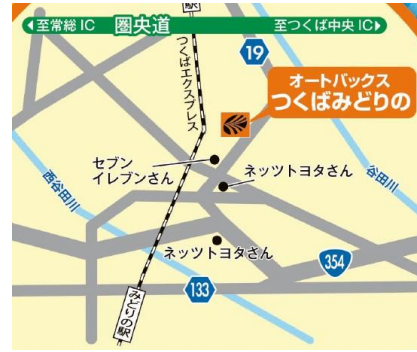 駅
至常総IC 圏央道 至つくば中央IC
19
つくばエクスプレス
オートバックス
つくばみどりの
セブン
イレブンさん
ネッツトヨタさん
西谷田川
谷田川
ネッツトヨタさん
354
133
みどりの駅